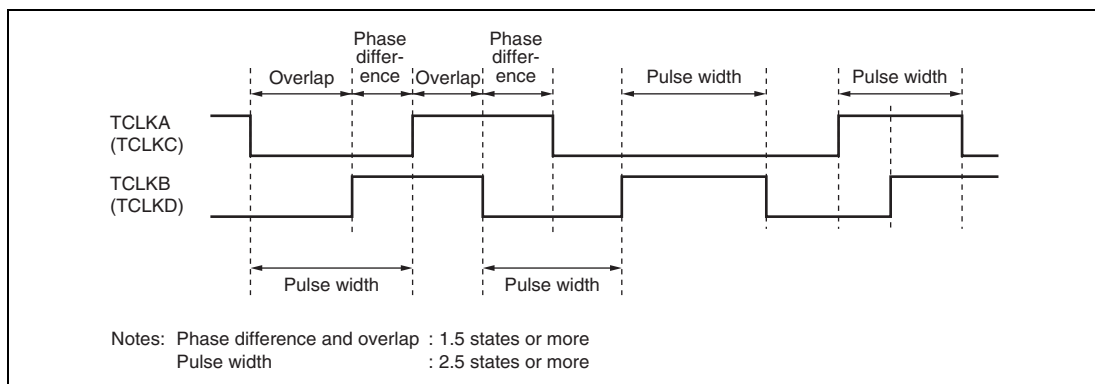 Phase
differ-
ence
Phase
differ-
ence
Overlap
Overlap
Pulse width
Pulse width
TCLKA
(TCLKC)
TCLKB
(TCLKD)
Pulse width
Pulse width
Notes: Phase difference and overlap : 1.5 states or more
Pulse width : 2.5 states or more